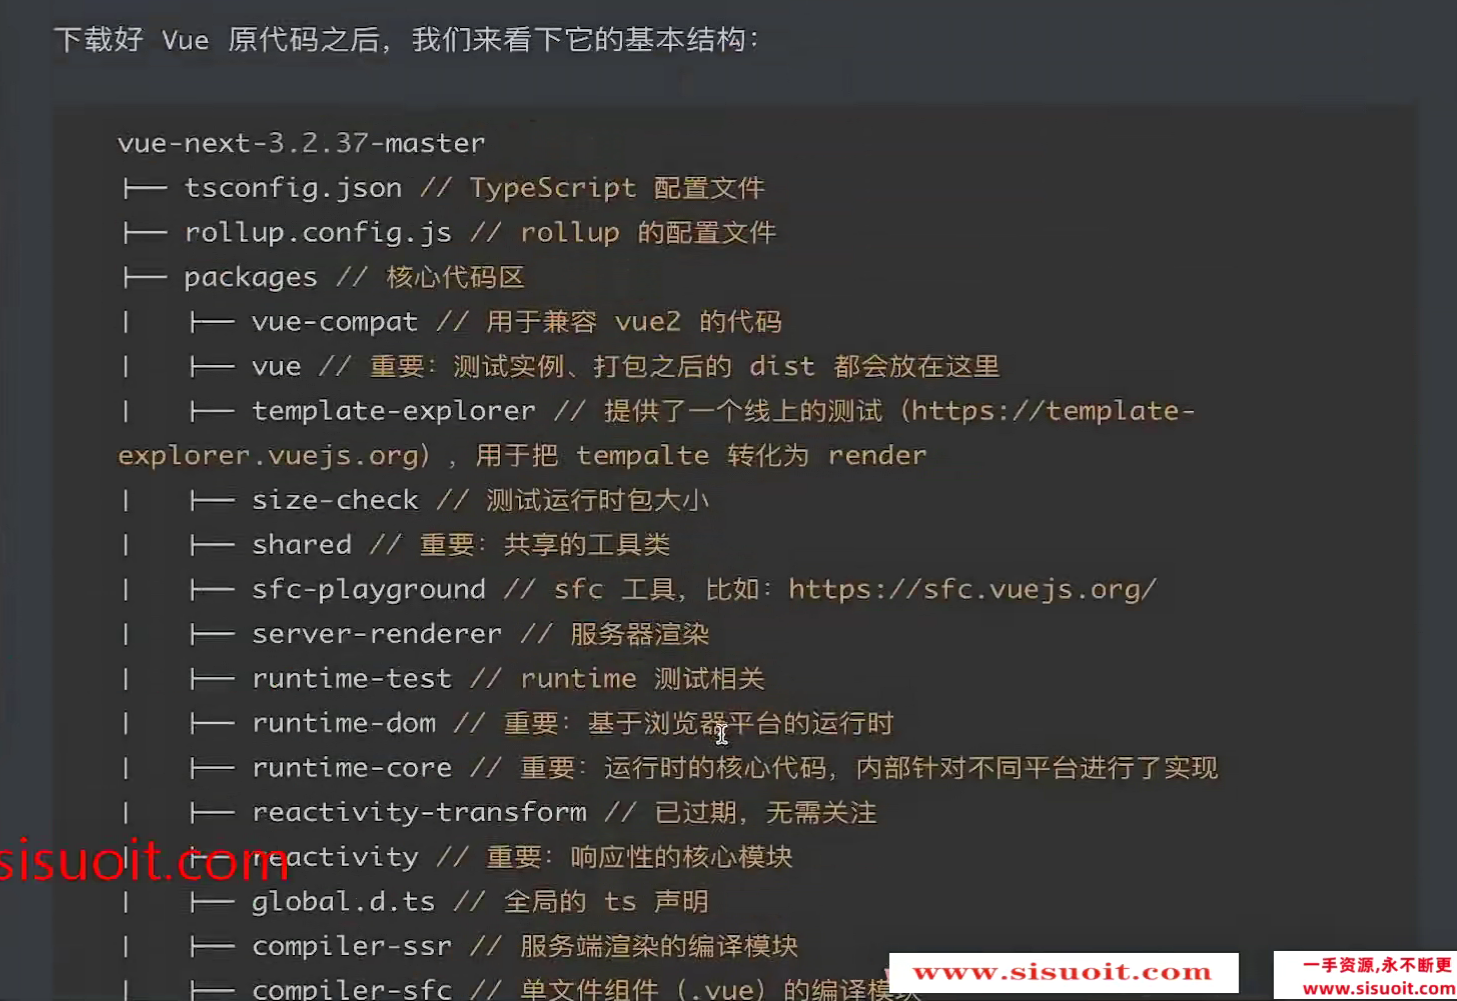 下载好 Vue 原代码之后，我们来看下它的基本结构：
vue-next-3.2.37-master
├── tsconfig.json // TypeScript 配置文件
├── rollup.config.js // rollup 的配置文件
├── packages // 核心代码区
|   ├── vue-compat // 用于兼容 vue2 的代码
|   ├── vue // 重要：测试实例、打包之后的 dist 都会放在这里
|   ├── template-explorer // 提供了一个线上的测试（https://template-
explorer.vuejs.org），用于把 tempalte 转化为 render
|   ├── size-check // 测试运行时包大小
|   ├── shared // 重要：共享的工具类
|   ├── sfc-playground // sfc 工具，比如：https://sfc.vuejs.org/
|   ├── server-renderer // 服务器渲染
|   ├── runtime-test // runtime 测试相关
|   ├── runtime-dom // 重要：基于浏览器平台的运行时
|   ├── runtime-core // 重要：运行时的核心代码，内部针对不同平台进行了实现
|   ├── reactivity-transform // 已过期，无需关注
|   ├── reactivity // 重要：响应性的核心模块
sisuoit.com
|   ├── global.d.ts // 全局的 ts 声明
|   ├── compiler-ssr // 服务端渲染的编译模块
|   ├── compiler-sfc // 单文件组件（.vue）的编译模块
www.sisuoit.com
一手资源,永不断更
www.sisuoit.com